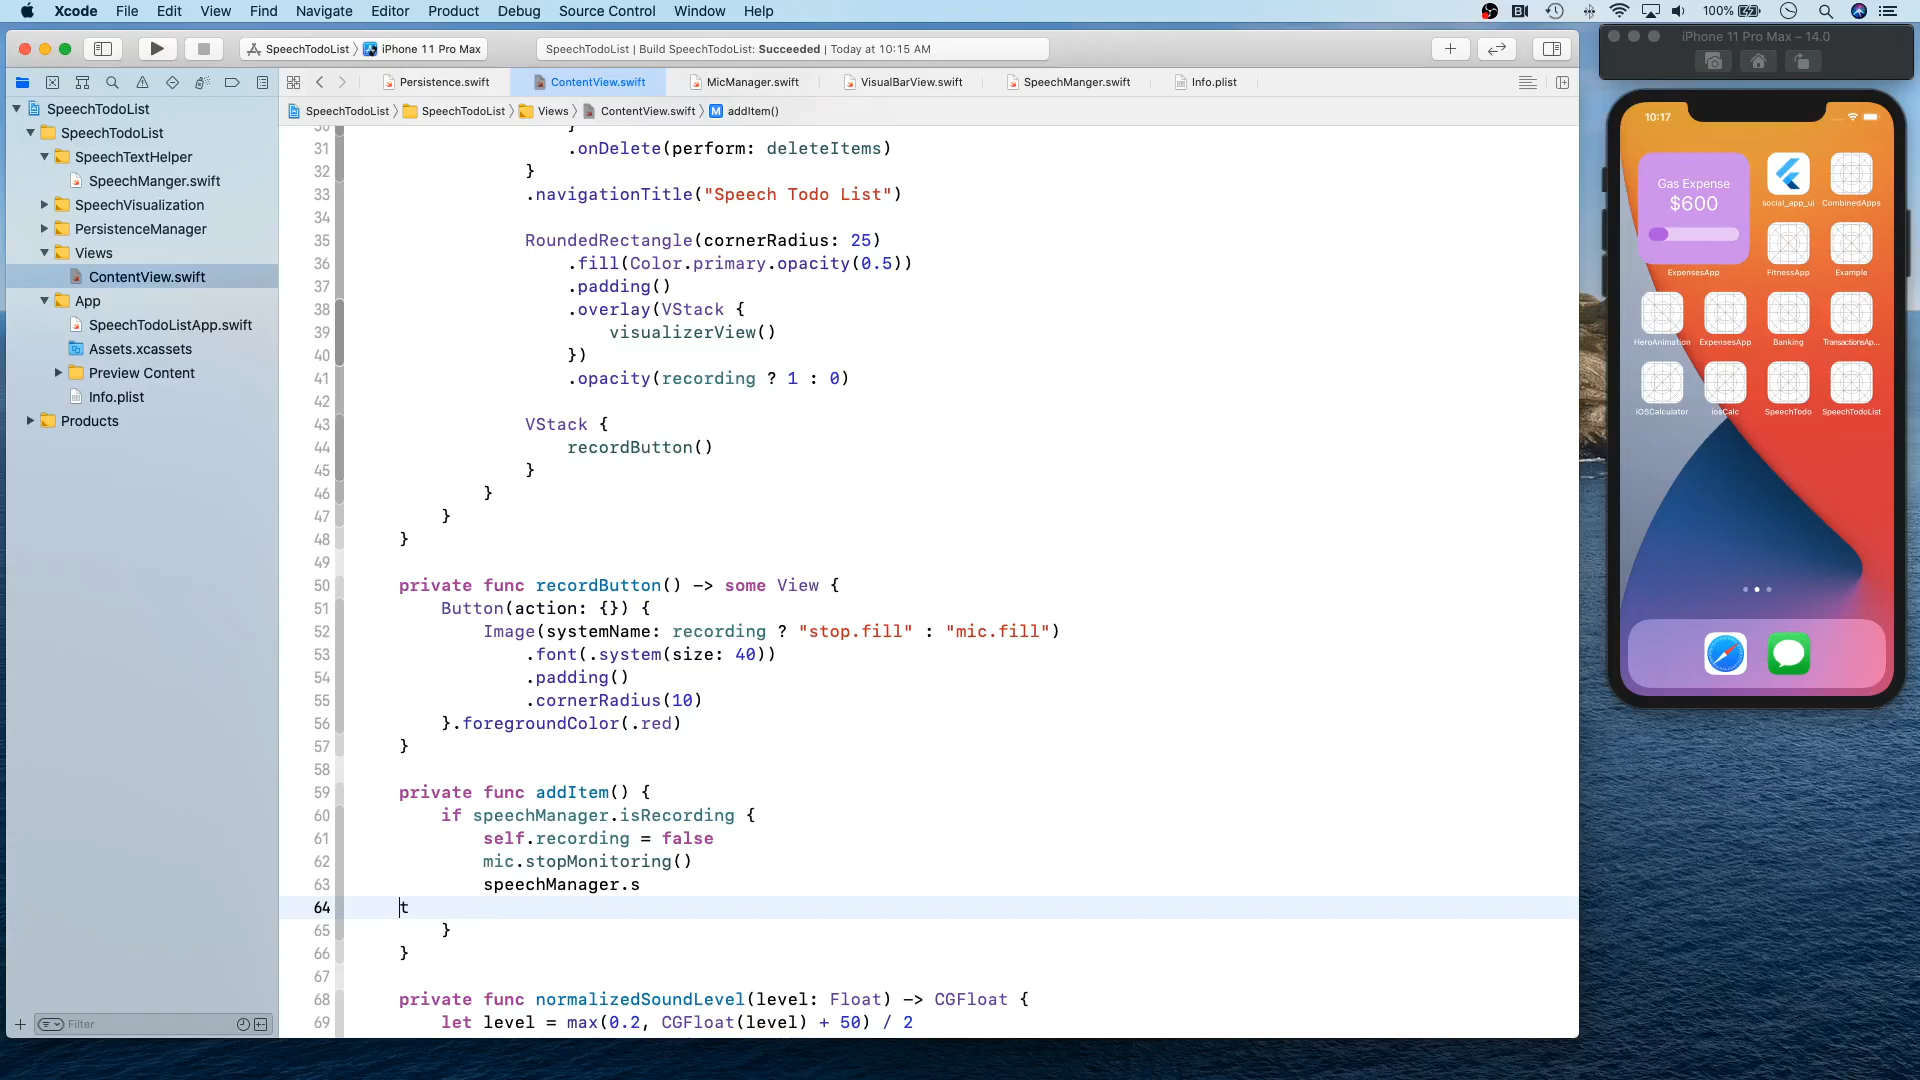 Xcode File Edit View Find Navigate Editor Product Debug Source Control Window Help 100%
SpeechTodoList iPhone 11 Pro Max SpeechTodoList | Build SpeechTodoList: Succeeded | Today at 10:15 AM
iPhone 11 Pro Max – 14.0
Persistence.swift ContentView.swift MicManager.swift VisualBarView.swift SpeechManger.swift Info.plist
SpeechTodoList SpeechTodoList Views ContentView.swift M addItem()
SpeechTodoList
SpeechTodoList
SpeechTextHelper
SpeechManger.swift
SpeechVisualization
PersistenceManager
Views
ContentView.swift
App
SpeechTodoListApp.swift
Assets.xcassets
Preview Content
Info.plist
Products
Filter
30 }
31 .onDelete(perform: deleteItems)
32 }
33 .navigationTitle("Speech Todo List")
34
35 RoundedRectangle(cornerRadius: 25)
36 .fill(Color.primary.opacity(0.5))
37 .padding()
38 .overlay(VStack {
39 visualizerView()
40 })
41 .opacity(recording ? 1 : 0)
42
43 VStack {
44 recordButton()
45 }
46 }
47 }
48 }
49
50 private func recordButton() -> some View {
51 Button(action: {}) {
52 Image(systemName: recording ? "stop.fill" : "mic.fill")
53 .font(.system(size: 40))
54 .padding()
55 .cornerRadius(10)
56 }.foregroundColor(.red)
57 }
58
59 private func addItem() {
60 if speechManager.isRecording {
61 self.recording = false
62 mic.stopMonitoring()
63 speechManager.s
64 t
65 }
66 }
67
68 private func normalizedSoundLevel(level: Float) -> CGFloat {
69 let level = max(0.2, CGFloat(level) + 50) / 2
10:17
Gas Expense
$600
ExpensesApp
social_app_ui CombinedApps
FitnessApp Example
HeroAnimation ExpensesApp Banking TransactionsAp...
iOSCalculator iosCalc SpeechTodo SpeechTodoList